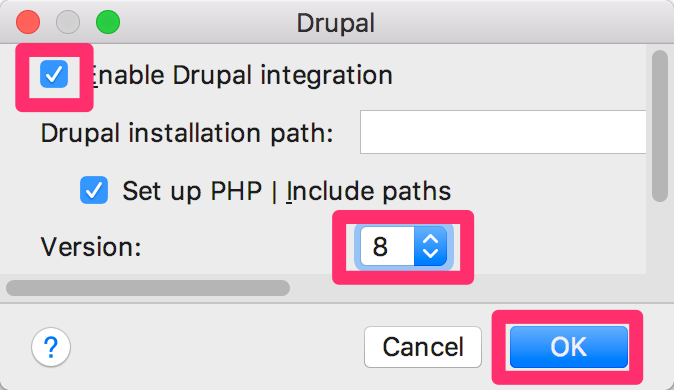 Drupal
Enable Drupal integration
Drupal installation path:
Set up PHP | Include paths
Version:
8
?
Cancel
OK